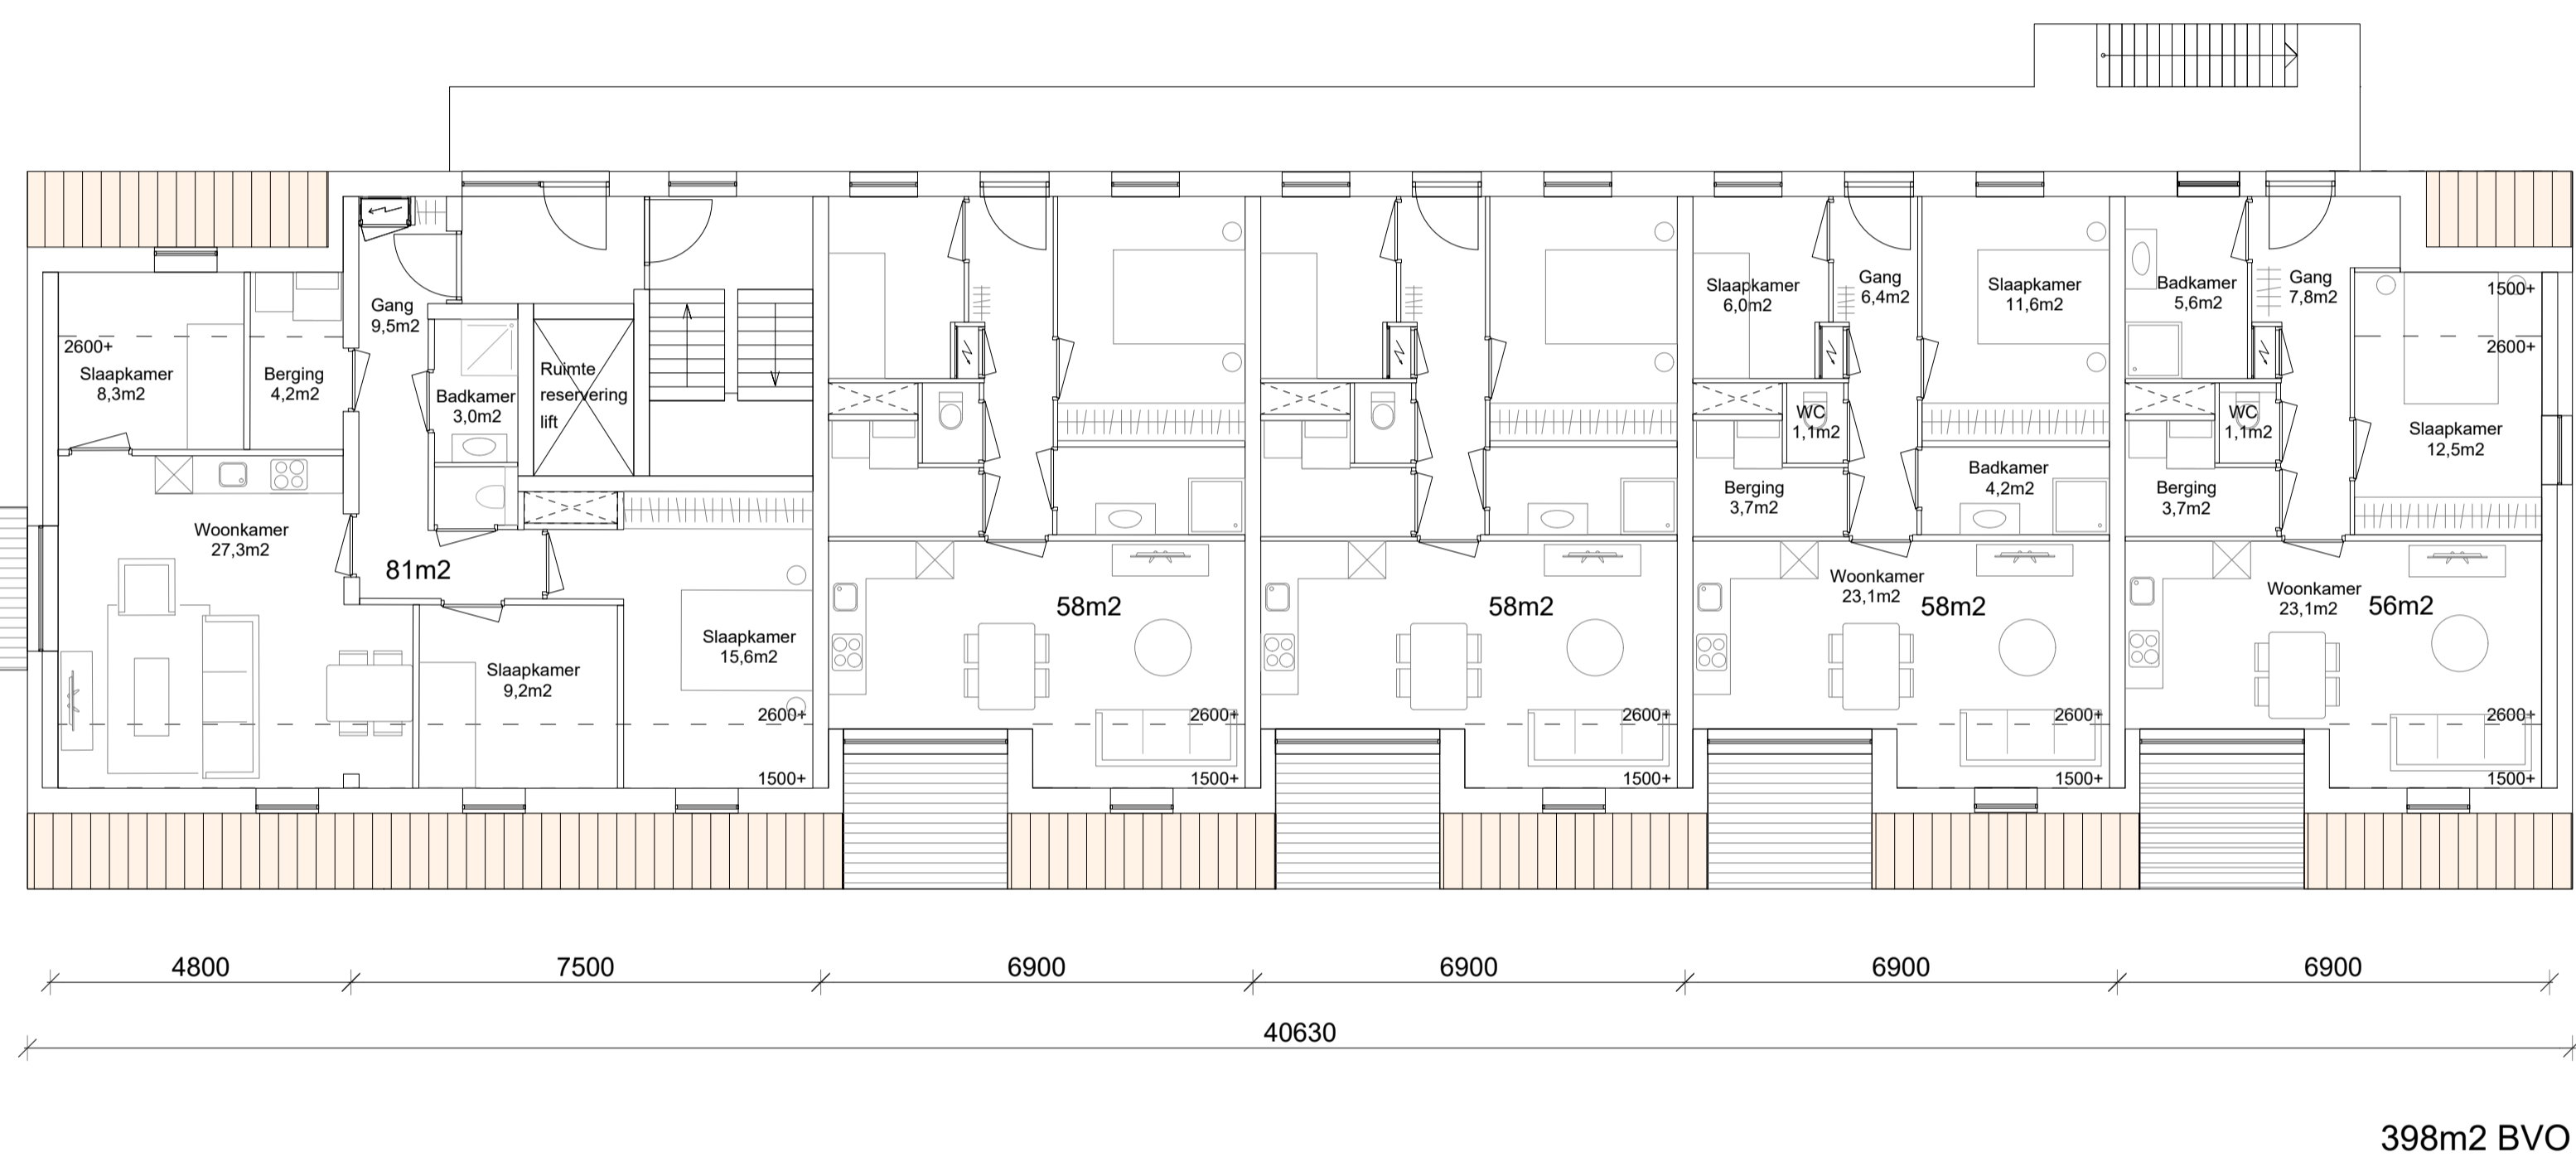 2600+
Slaapkamer
8,3m2
Berging
4,2m2
Gang
9,5m2
Badkamer
3,0m2
Ruimte
reservering
lift
Woonkamer
27,3m2
81m2
Slaapkamer
9,2m2
Slaapkamer
15,6m2
2600+
1500+
58m2
2600+
1500+
58m2
2600+
1500+
Slaapkamer
6,0m2
Gang
6,4m2
Slaapkamer
11,6m2
WC
1,1m2
Berging
3,7m2
Badkamer
4,2m2
Woonkamer
23,1m2
58m2
2600+
1500+
Badkamer
5,6m2
Gang
7,8m2
1500+
2600+
WC
1,1m2
Slaapkamer
12,5m2
Berging
3,7m2
Woonkamer
23,1m2
56m2
2600+
1500+
4800
7500
6900
6900
6900
6900
40630
398m2 BVO